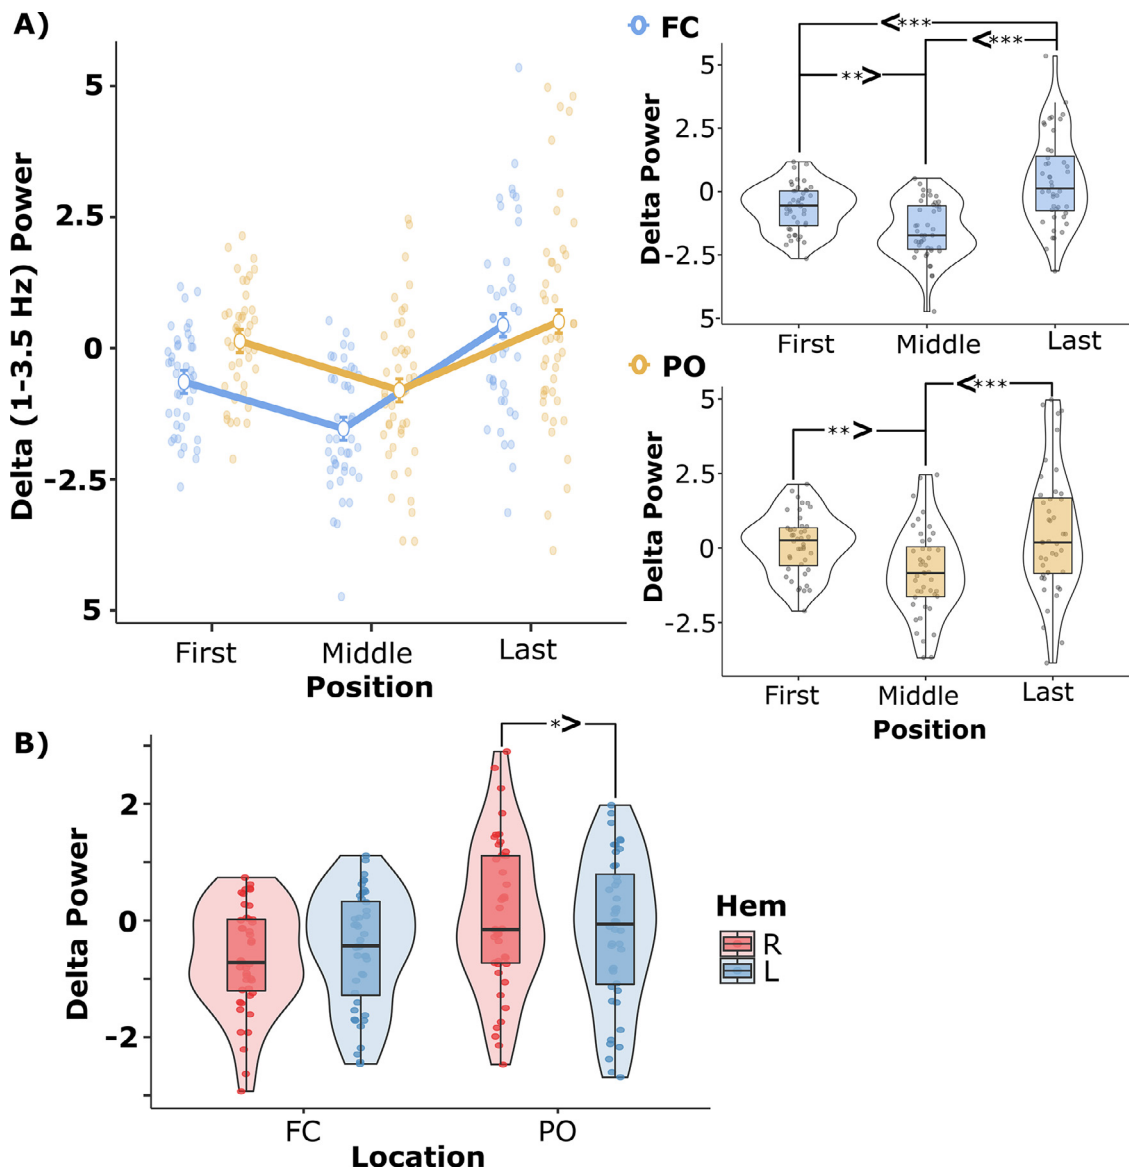 A)
Delta (1-3.5 Hz) Power
5
2.5
0
-2.5
5
First
Middle
Last
Position
FC
<***
<***
**>
Delta Power
5
2.5
0
-2.5
5
First
Middle
Last
PO
<***
**>
Delta Power
5
2.5
0
-2.5
First
Middle
Last
Position
B)
*>
Delta Power
2
0
-2
FC
PO
Location
Hem
R
L